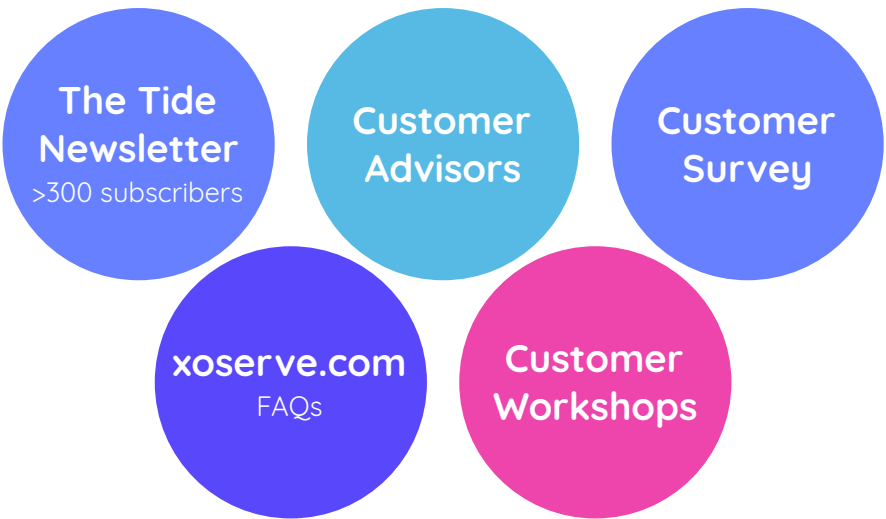 The Tide
Newsletter
>300 subscribers
Customer
Advisors
Customer
Survey
xoserve.com
FAQs
Customer
Workshops